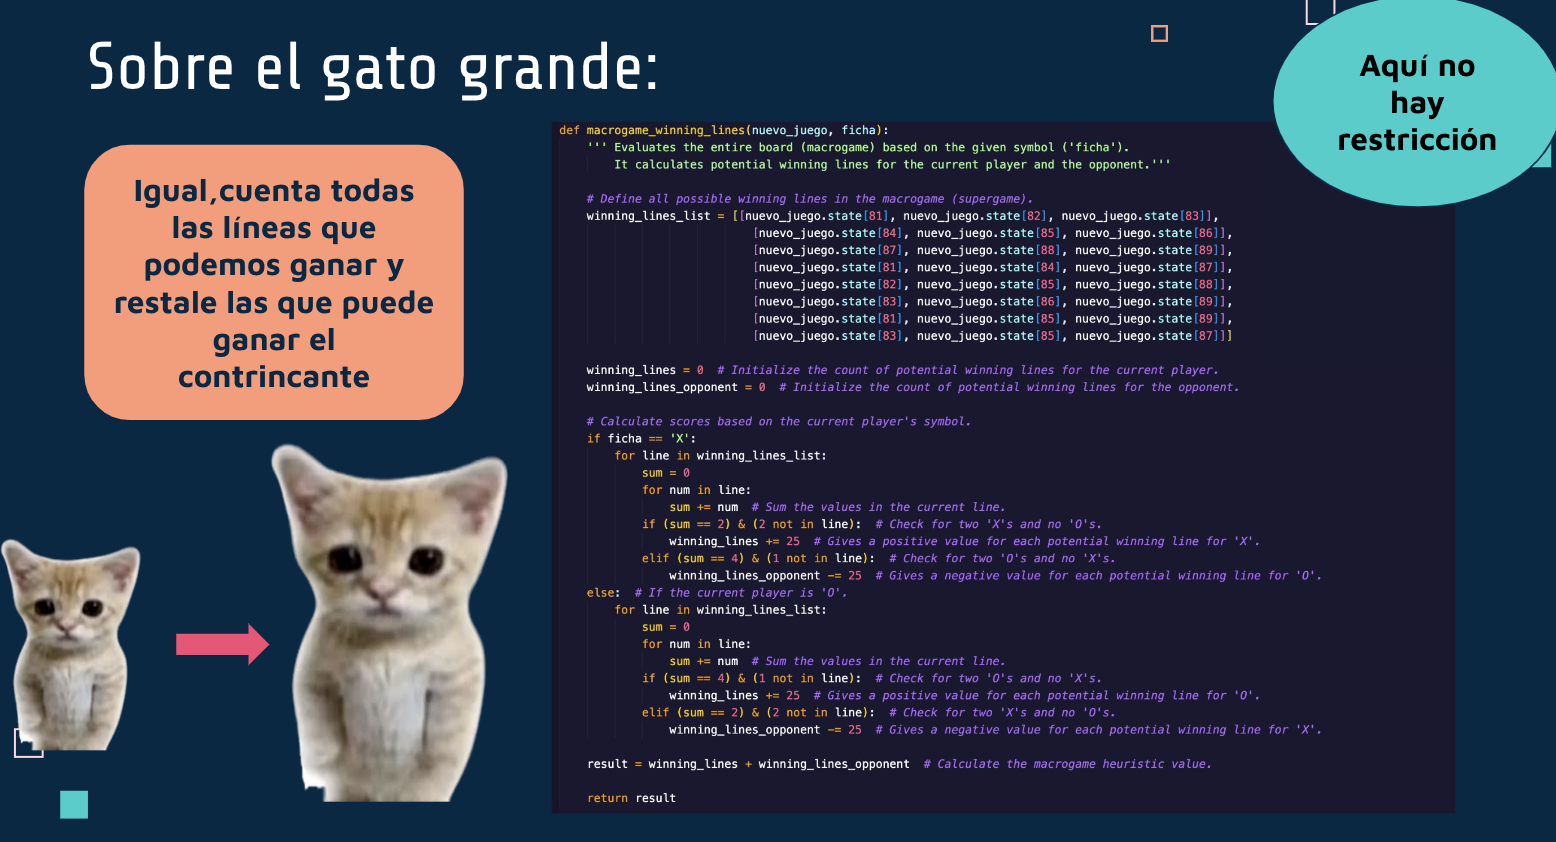 Sobre el gato grande:
Aquí no
hay
restricción
Igual,cuenta todas
las líneas que
podemos ganar y
restale las que puede
ganar el
contrincante
def macrogame_winning_lines(nuevo_juego, ficha):
    ''' Evaluates the entire board (macrogame) based on the given symbol ('ficha').
        It calculates potential winning lines for the current player and the opponent.'''
    # Define all possible winning lines in the macrogame (supergame).
    winning_lines_list = [[nuevo_juego.state[81], nuevo_juego.state[82], nuevo_juego.state[83]],
                            [nuevo_juego.state[84], nuevo_juego.state[85], nuevo_juego.state[86]],
                            [nuevo_juego.state[87], nuevo_juego.state[88], nuevo_juego.state[89]],
                            [nuevo_juego.state[81], nuevo_juego.state[84], nuevo_juego.state[87]],
                            [nuevo_juego.state[82], nuevo_juego.state[85], nuevo_juego.state[88]],
                            [nuevo_juego.state[83], nuevo_juego.state[86], nuevo_juego.state[89]],
                            [nuevo_juego.state[81], nuevo_juego.state[85], nuevo_juego.state[89]],
                            [nuevo_juego.state[83], nuevo_juego.state[85], nuevo_juego.state[87]]]
    winning_lines = 0  # Initialize the count of potential winning lines for the current player.
    winning_lines_opponent = 0  # Initialize the count of potential winning lines for the opponent.
    # Calculate scores based on the current player's symbol.
    if ficha == 'X':
        for line in winning_lines_list:
            sum = 0
            for num in line:
                sum += num  # Sum the values in the current line.
            if (sum == 2) & (2 not in line):  # Check for two 'X's and no 'O's.
                winning_lines += 25  # Gives a positive value for each potential winning line for 'X'.
            elif (sum == 4) & (1 not in line):  # Check for two 'O's and no 'X's.
                winning_lines_opponent -= 25  # Gives a negative value for each potential winning line for 'O'.
    else:  # If the current player is 'O'.
        for line in winning_lines_list:
            sum = 0
            for num in line:
                sum += num  # Sum the values in the current line.
            if (sum == 4) & (1 not in line):  # Check for two 'O's and no 'X's.
                winning_lines += 25  # Gives a positive value for each potential winning line for 'O'.
            elif (sum == 2) & (2 not in line):  # Check for two 'X's and no 'O's.
                winning_lines_opponent -= 25  # Gives a negative value for each potential winning line for 'X'.
    result = winning_lines + winning_lines_opponent  # Calculate the macrogame heuristic value.
    return result